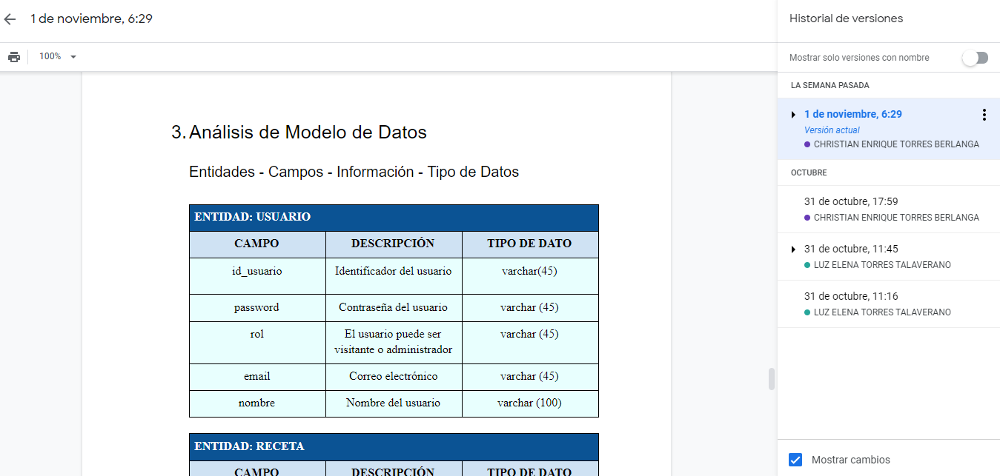 1 de noviembre, 6:29
100%
3. Análisis de Modelo de Datos
Entidades - Campos - Información - Tipo de Datos
ENTIDAD: USUARIO
CAMPO DESCRIPCIÓN TIPO DE DATO
id_usuario Identificador del usuario varchar(45)
password Contraseña del usuario varchar (45)
rol El usuario puede ser varchar (45)
visitante o administrador
email Correo electrónico varchar (45)
nombre Nombre del usuario varchar (100)
ENTIDAD: RECETA
CAMPO DESCRIPCIÓN TIPO DE DATO
Historial de versiones
Mostrar solo versiones con nombre
LA SEMANA PASADA
1 de noviembre, 6:29
Versión actual
CHRISTIAN ENRIQUE TORRES BERLANGA
OCTUBRE
31 de octubre, 17:59
CHRISTIAN ENRIQUE TORRES BERLANGA
31 de octubre, 11:45
LUZ ELENA TORRES TALAVERANO
31 de octubre, 11:16
LUZ ELENA TORRES TALAVERANO
Mostrar cambios